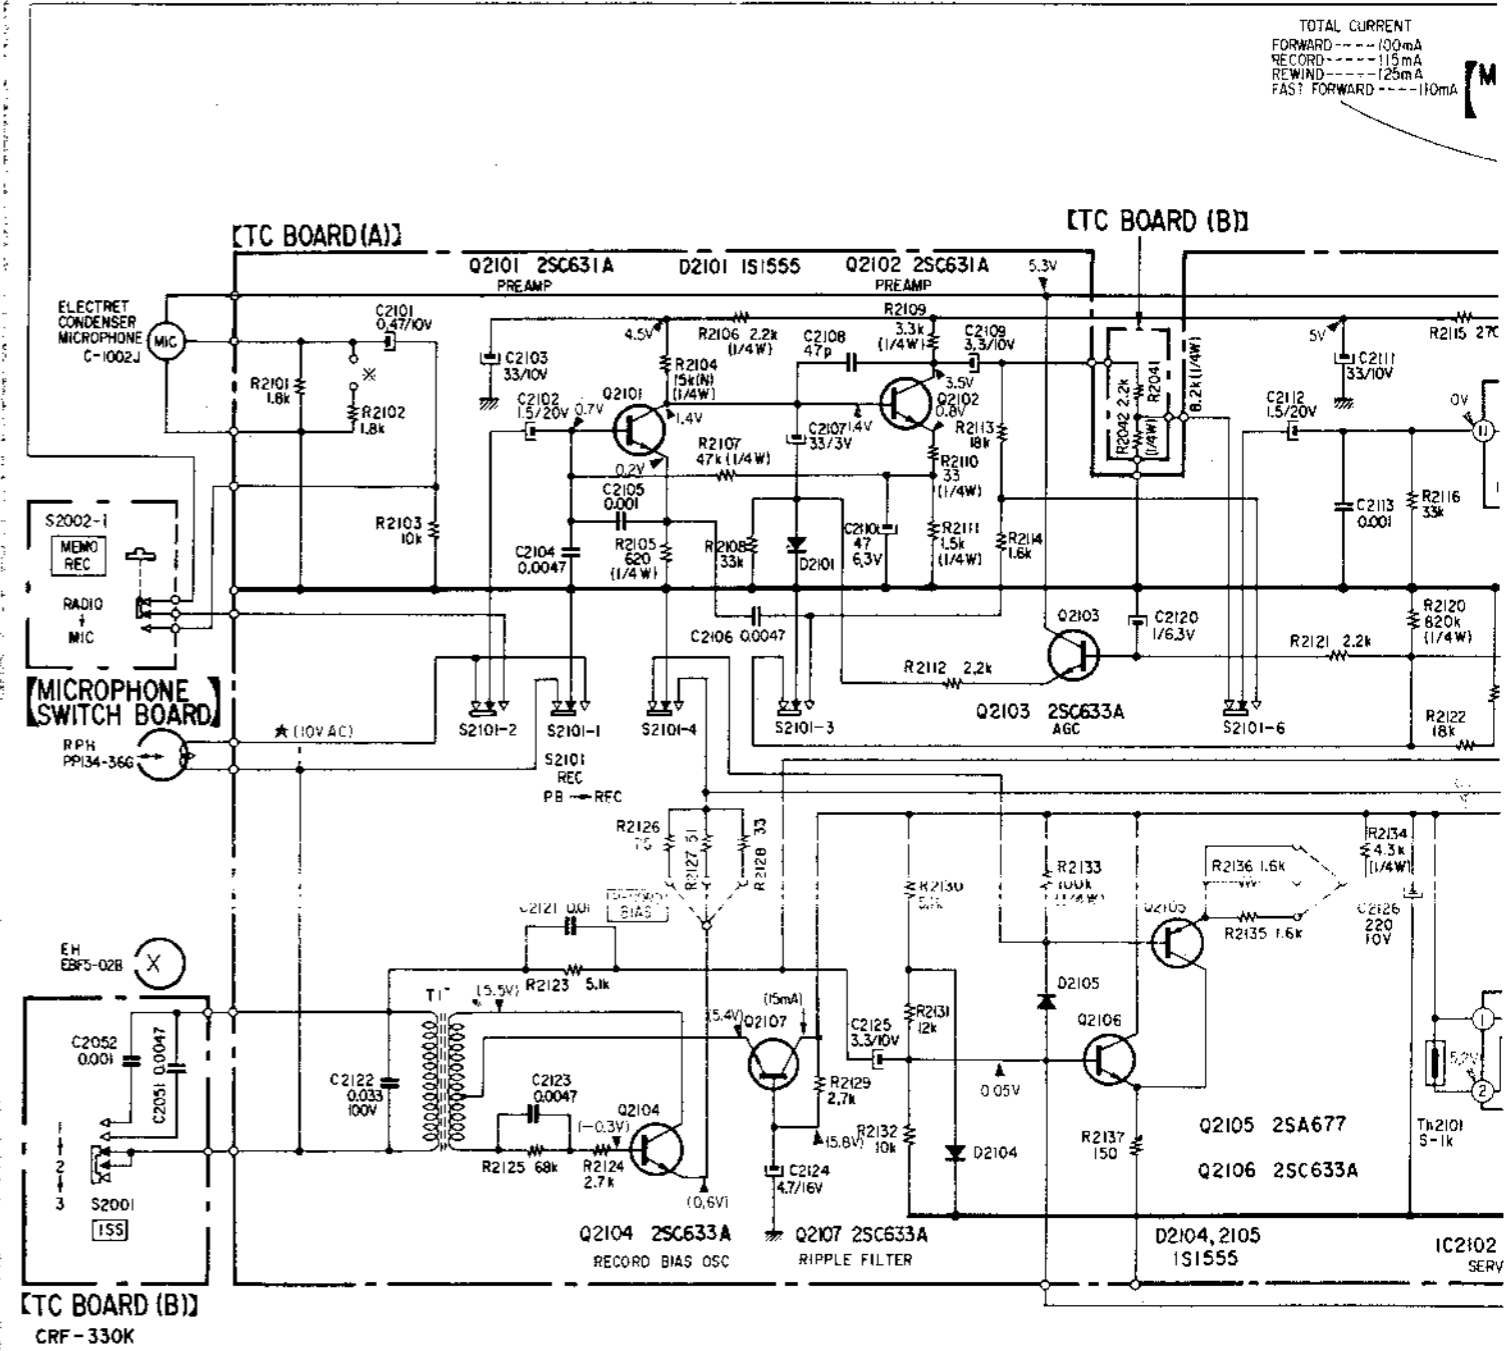 TOTAL CURRENT
FORWARD----100mA
RECORD-----115mA
REWIND-----125mA
FAST FORWARD----110mA
【M
【TC BOARD(A)】
【TC BOARD (B)】
Q2101 2SC631A
PREAMP
D2101 1S1555
Q2102 2SC631A
PREAMP
5.3V
ELECTRET
CONDENSER
MICROPHONE
C-1002J
MIC
C2101
0.47/10V
R2101
1.8k
※
R2102
1.8k
C2103
33/10V
4.5V
R2106 2.2k
(1/4W)
R2104
15k(N)
(1/4W)
C2108
47p
R2109
3.3k
(1/4W)
C2109
3.3/10V
3.5V
R2041
2.2k
R2042
(1/4W)
8.2k (1/4W)
5V
C2111
33/10V
R2115 270
C2102
1.5/20V
0.7V
Q2101
1.4V
0.2V
R2107
47k (1/4W)
C2107
33/3V
1.4V
Q2102
0.8V
R2113
18k
R2110
33
(1/4W)
C2112
1.5/20V
0V
11
C2105
0.001
C2104
0.0047
R2105
620
(1/4W)
R2108
33k
D2101
C2110
47
6.3V
R2111
1.5k
(1/4W)
R2114
1.6k
C2113
0.001
R2116
33k
R2103
10k
S2002-1
MEMO
REC
RADIO
MIC
【MICROPHONE
SWITCH BOARD】
C2106 0.0047
Q2103
C2120
1/6.3V
R2120
820k
(1/4W)
R2121 2.2k
R2112 2.2k
Q2103 2SC633A
AGC
S2101-2
S2101-1
S2101-4
S2101-3
S2101-6
R2122
18k
RPH
PP134-36G
★(10VAC)
S2101
REC
PB → REC
R2126
75
R2127 51
R2128 33
C2121 0.01
BIAS
R2123 5.1k
R2130
R2133
100k
(1/4W)
Q2105
R2136 1.6k
R2135 1.6k
R2134
4.3k
(1/4W)
C2126
220
10V
EH
EBF5-02B
X
C2052
0.001
C2051 0.0047
1
2
3
S2001
ISS
C2122
0.033
100V
(5.5V)
C2123
0.0047
R2125 68k
(-0.3V)
R2124
2.7k
Q2104
(0.6V)
(5.4V)
Q2107
(15mA)
R2129
2.7k
(5.8V)
C2124
4.7/16V
C2125
3.3/10V
R2131
12k
R2132
10k
D2104
D2105
Q2106
0.05V
R2137
150
Q2105 2SA677
Q2106 2SC633A
1
5.2V
2
Th2101
S-1k
Q2104 2SC633A
RECORD BIAS OSC
Q2107 2SC633A
RIPPLE FILTER
D2104, 2105
1S1555
IC2102
SERV
【TC BOARD (B)】
CRF-330K